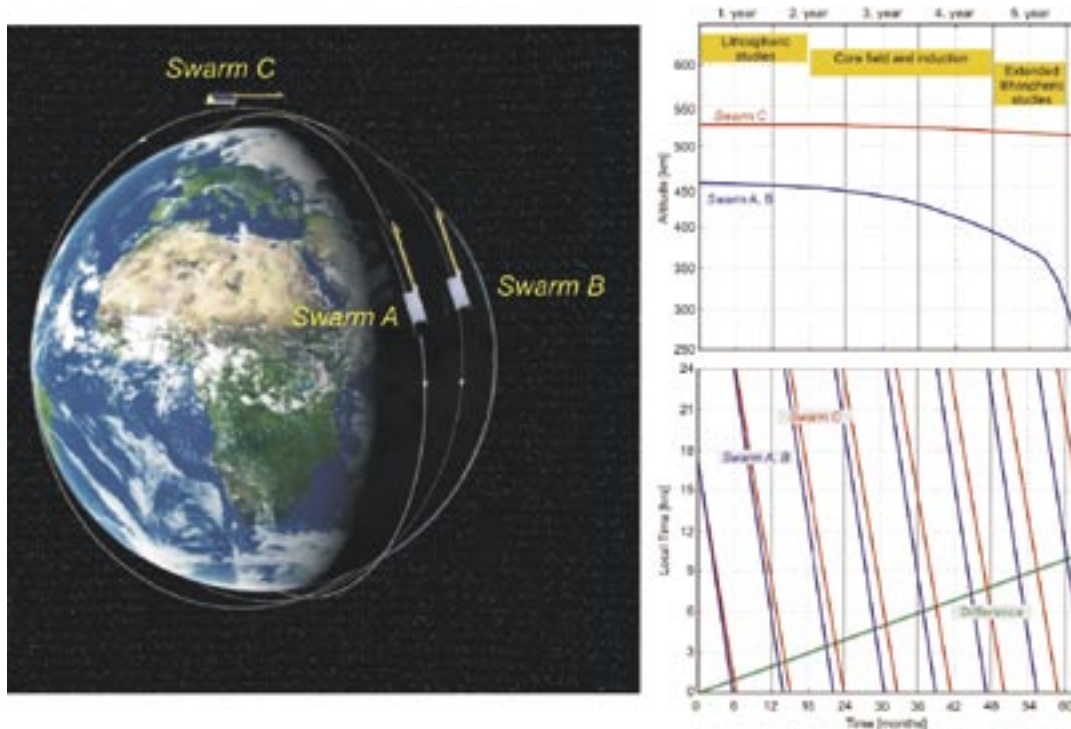 Swarm C
Swarm A
Swarm B
1. year
2. year
3. year
4. year
5. year
Lithospheric
studies
Core field and induction
Extended
lithospheric
studies
Swarm C
Swarm A, B
Altitude [km]
600
550
500
450
400
350
300
250
24
21
18
15
12
9
6
3
0
Swarm C
Swarm A, B
Difference
Local Time [hrs]
0
6
12
18
24
30
36
42
48
54
60
Time [months]